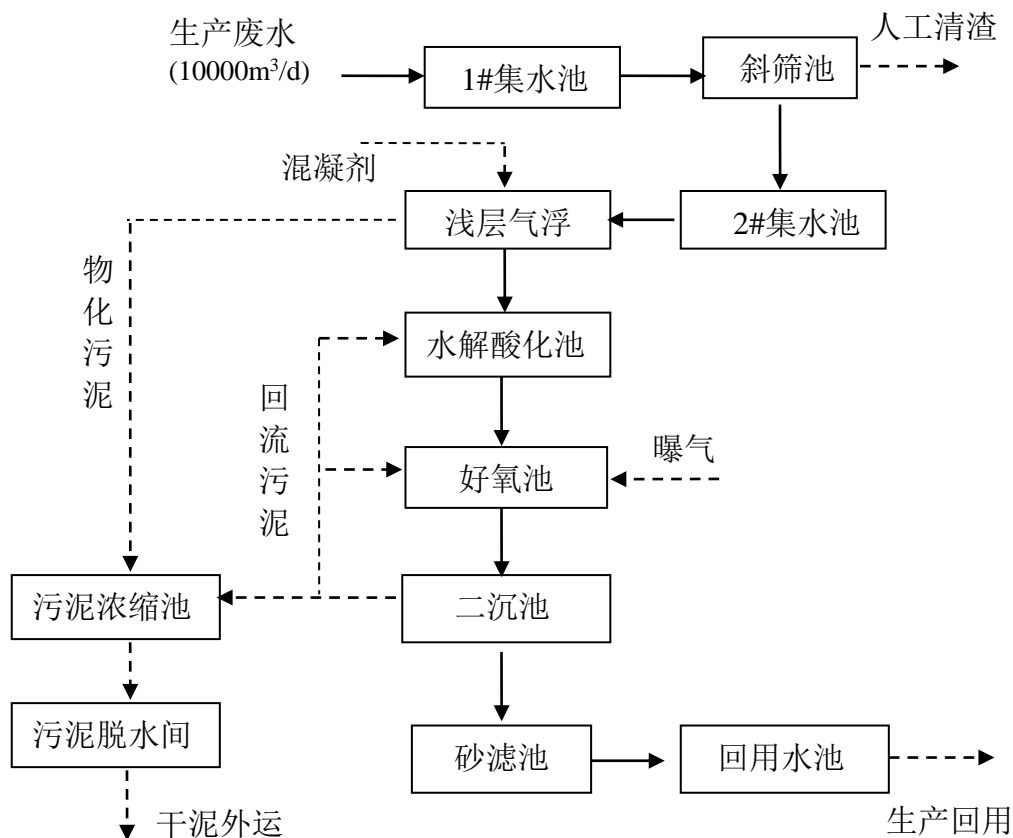 生产废水
(10000m³/d)
1#集水池
斜筛池
人工清渣
混凝剂
浅层气浮
2#集水池
物化污泥
水解酸化池
回流污泥
好氧池
曝气
污泥浓缩池
二沉池
污泥脱水间
砂滤池
回用水池
干泥外运
生产回用